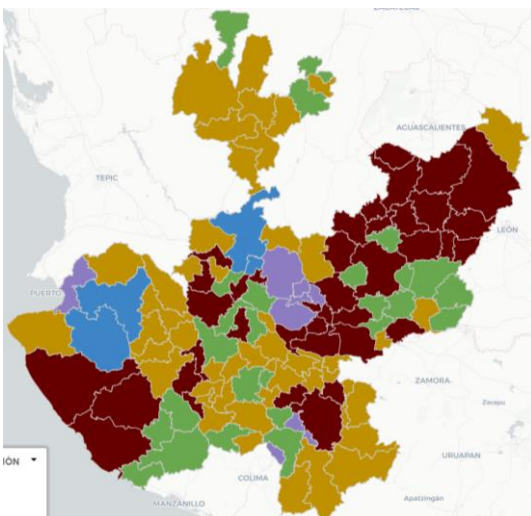 AGUASCALIENTES
TEPIC
LEÓN
PUERTO
ZAMORA
Zacapu
IÓN
COLIMA
URUAPAN
MANZANILLO
Apatzingán